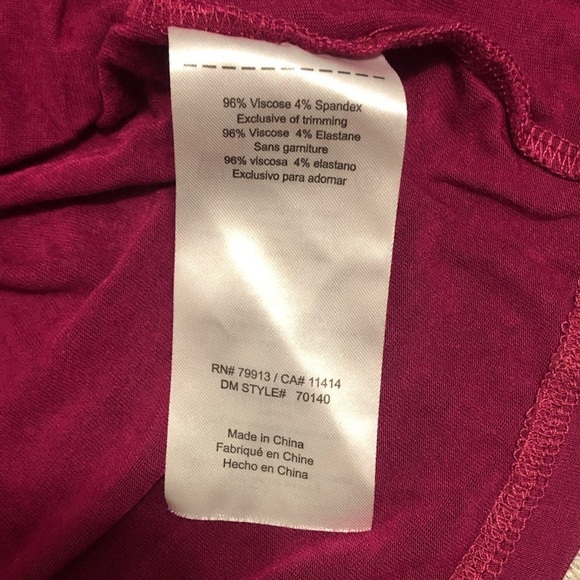 96% Viscose 4% Spandex
Exclusive of trimming
96% Viscose 4% Elastane
Sans garniture
96% viscosa 4% elastano
Exclusivo para adornar
RN# 79913 / CA# 11414
DM STYLE# 70140
Made in China
Fabriqué en Chine
Hecho en China